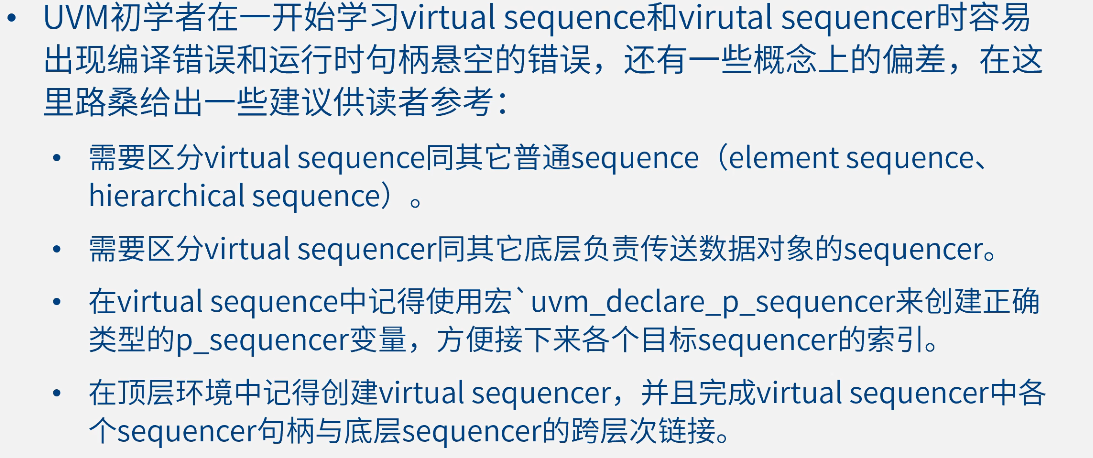 • UVM初学者在一开始学习virtual sequence和virutal sequencer时容易
出现编译错误和运行时句柄悬空的错误，还有一些概念上的偏差，在这
里路桑给出一些建议供读者参考：
• 需要区分virtual sequence同其它普通sequence（element sequence、
hierarchical sequence）。
• 需要区分virtual sequencer同其它底层负责传送数据对象的sequencer。
• 在virtual sequence中记得使用宏`uvm_declare_p_sequencer来创建正确
类型的p_sequencer变量，方便接下来各个目标sequencer的索引。
• 在顶层环境中记得创建virtual sequencer，并且完成virtual sequencer中各
个sequencer句柄与底层sequencer的跨层次链接。